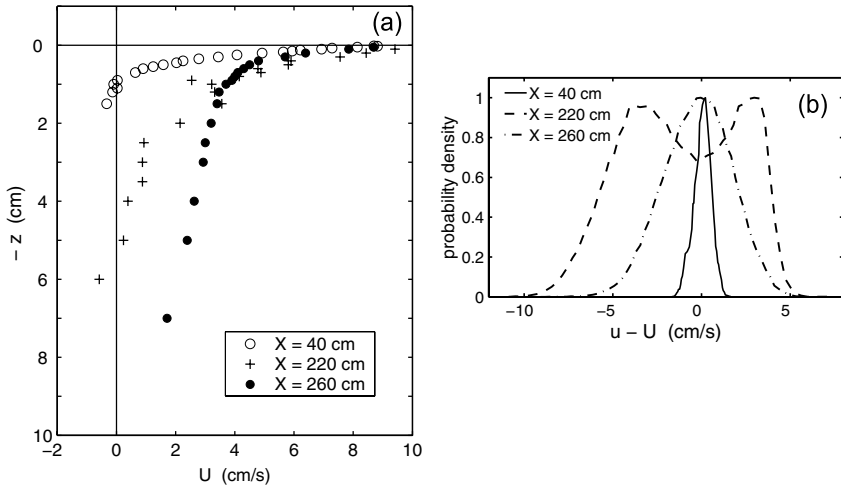 (a)
0
2
4
6
8
10
−2
0
2
4
6
8
10
− z (cm)
U (cm/s)
X = 40 cm
X = 220 cm
X = 260 cm
(b)
X = 40 cm
X = 220 cm
X = 260 cm
1
0.8
0.6
0.4
0.2
0
−10
−5
0
5
probability density
u − U (cm/s)